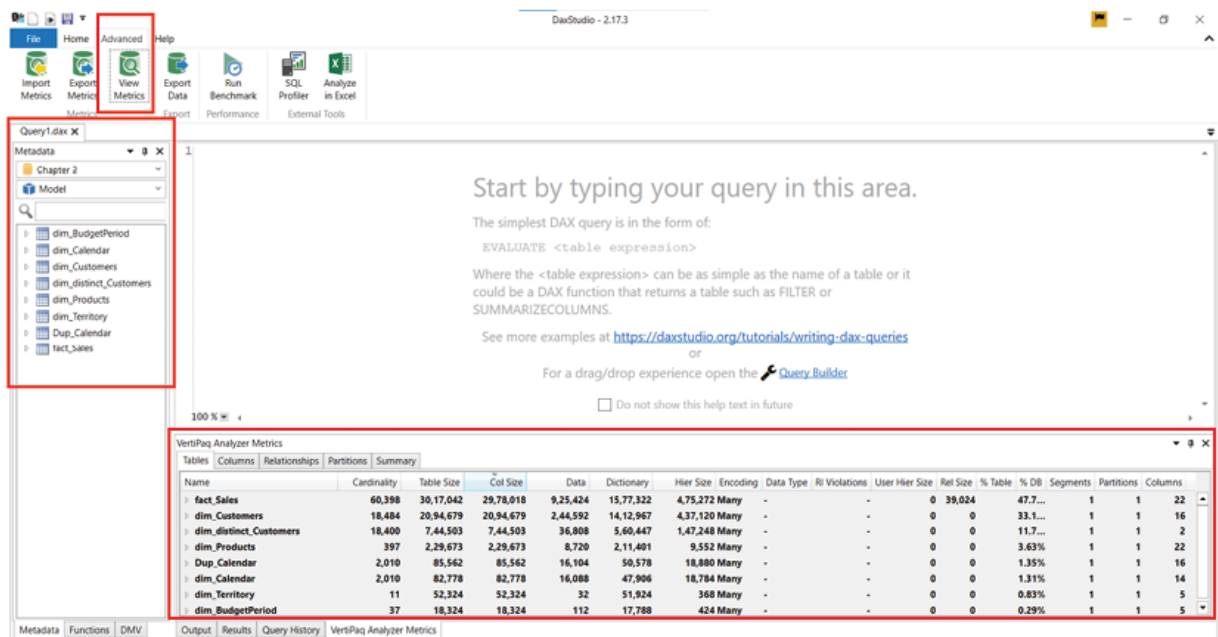 DaxStudio - 2.17.3
File Home Advanced Help
Import Metrics Export Metrics View Metrics Export Data Run Benchmark SQL Profiler Analyze in Excel
Metrics Export Performance External Tools
Query1.dax
Metadata
Chapter 2
Model
dim_BudgetPeriod
dim_Calendar
dim_Customers
dim_distinct_Customers
dim_Products
dim_Territory
Dup_Calendar
fact_Sales
1
Start by typing your query in this area.
The simplest DAX query is in the form of:
EVALUATE <table expression>
Where the <table expression> can be as simple as the name of a table or it
could be a DAX function that returns a table such as FILTER or
SUMMARIZECOLUMNS.
See more examples at https://daxstudio.org/tutorials/writing-dax-queries
or
For a drag/drop experience open the Query Builder
Do not show this help text in future
100 %
VertiPaq Analyzer Metrics
Tables Columns Relationships Partitions Summary
Name Cardinality Table Size Col Size Data Dictionary Hier Size Encoding Data Type RI Violations User Hier Size Rel Size % Table % DB Segments Partitions Columns
fact_Sales 60,398 30,17,042 29,78,018 9,25,424 15,77,322 4,75,272 Many - - 0 39,024 47.7... 1 1 22
dim_Customers 18,484 20,94,679 20,94,679 2,44,592 14,12,967 4,37,120 Many - - 0 0 33.1... 1 1 16
dim_distinct_Customers 18,400 7,44,503 7,44,503 36,808 5,60,447 1,47,248 Many - - 0 0 11.7... 1 1 2
dim_Products 397 2,29,673 2,29,673 8,720 2,11,401 9,552 Many - - 0 0 3.63% 1 1 22
Dup_Calendar 2,010 85,562 85,562 16,104 50,578 18,880 Many - - 0 0 1.35% 1 1 16
dim_Calendar 2,010 82,778 82,778 16,088 47,906 18,784 Many - - 0 0 1.31% 1 1 14
dim_Territory 11 52,324 52,324 32 51,924 368 Many - - 0 0 0.83% 1 1 5
dim_BudgetPeriod 37 18,324 18,324 112 17,788 424 Many - - 0 0 0.29% 1 1 5
Metadata Functions DMV Output Results Query History VertiPaq Analyzer Metrics